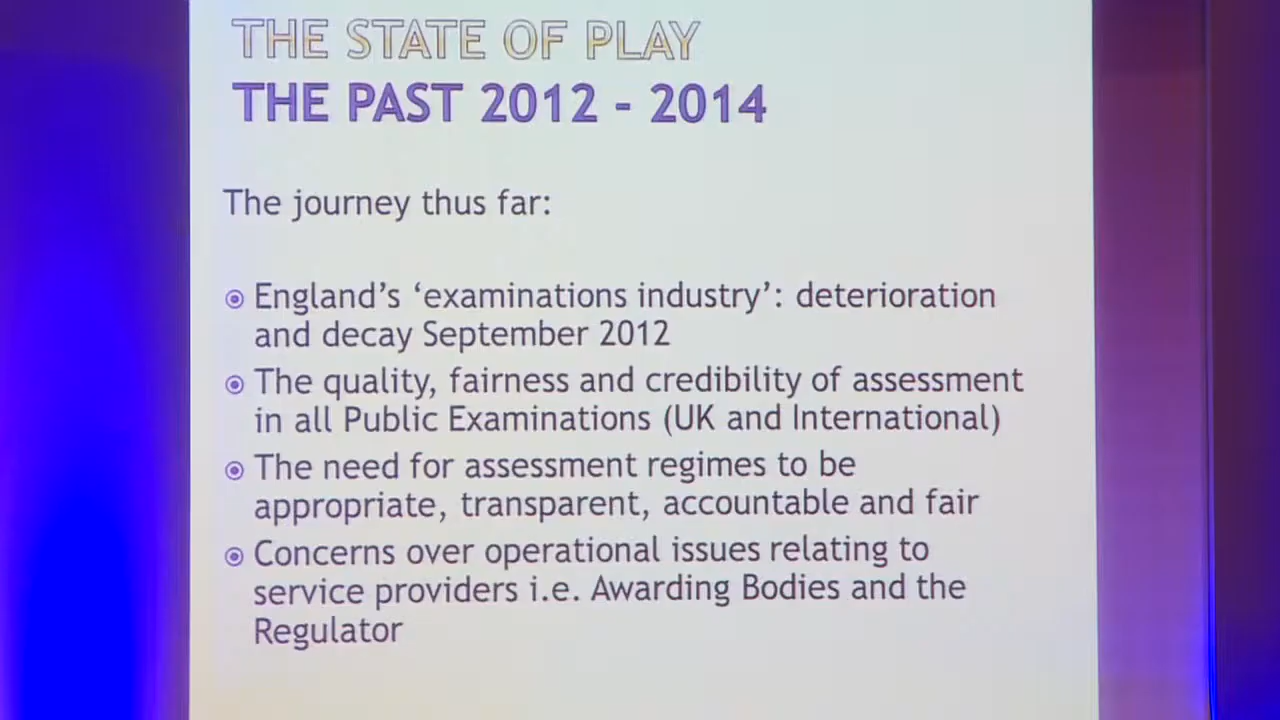 THE STATE OF PLAY
THE PAST 2012 - 2014
The journey thus far:
England's ‘examinations industry’: deterioration
and decay September 2012
The quality, fairness and credibility of assessment
in all Public Examinations (UK and International)
The need for assessment regimes to be
appropriate, transparent, accountable and fair
Concerns over operational issues relating to
service providers i.e. Awarding Bodies and the
Regulator